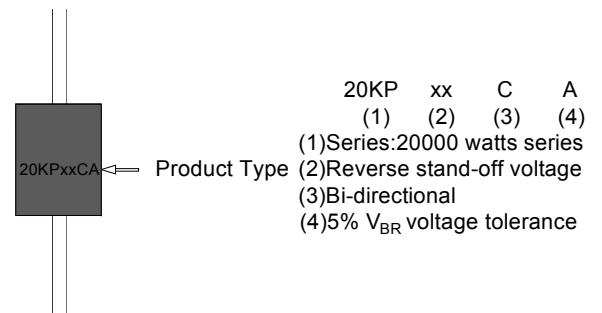 20KP xx C A
(1) (2) (3) (4)
(1)Series:20000 watts series
20KPxxCA Product Type (2)Reverse stand-off voltage
(3)Bi-directional
(4)5% VBR voltage tolerance